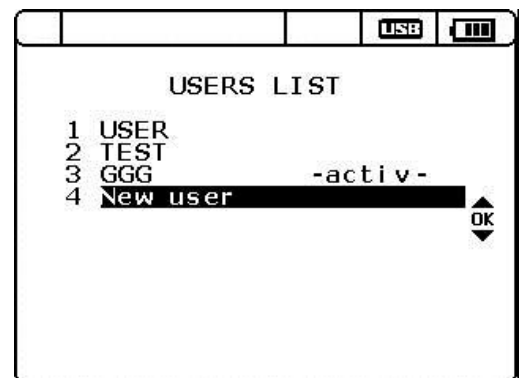 USB
USERS LIST
1 USER
2 TEST
3 GGG -activ-
4 New user
OK